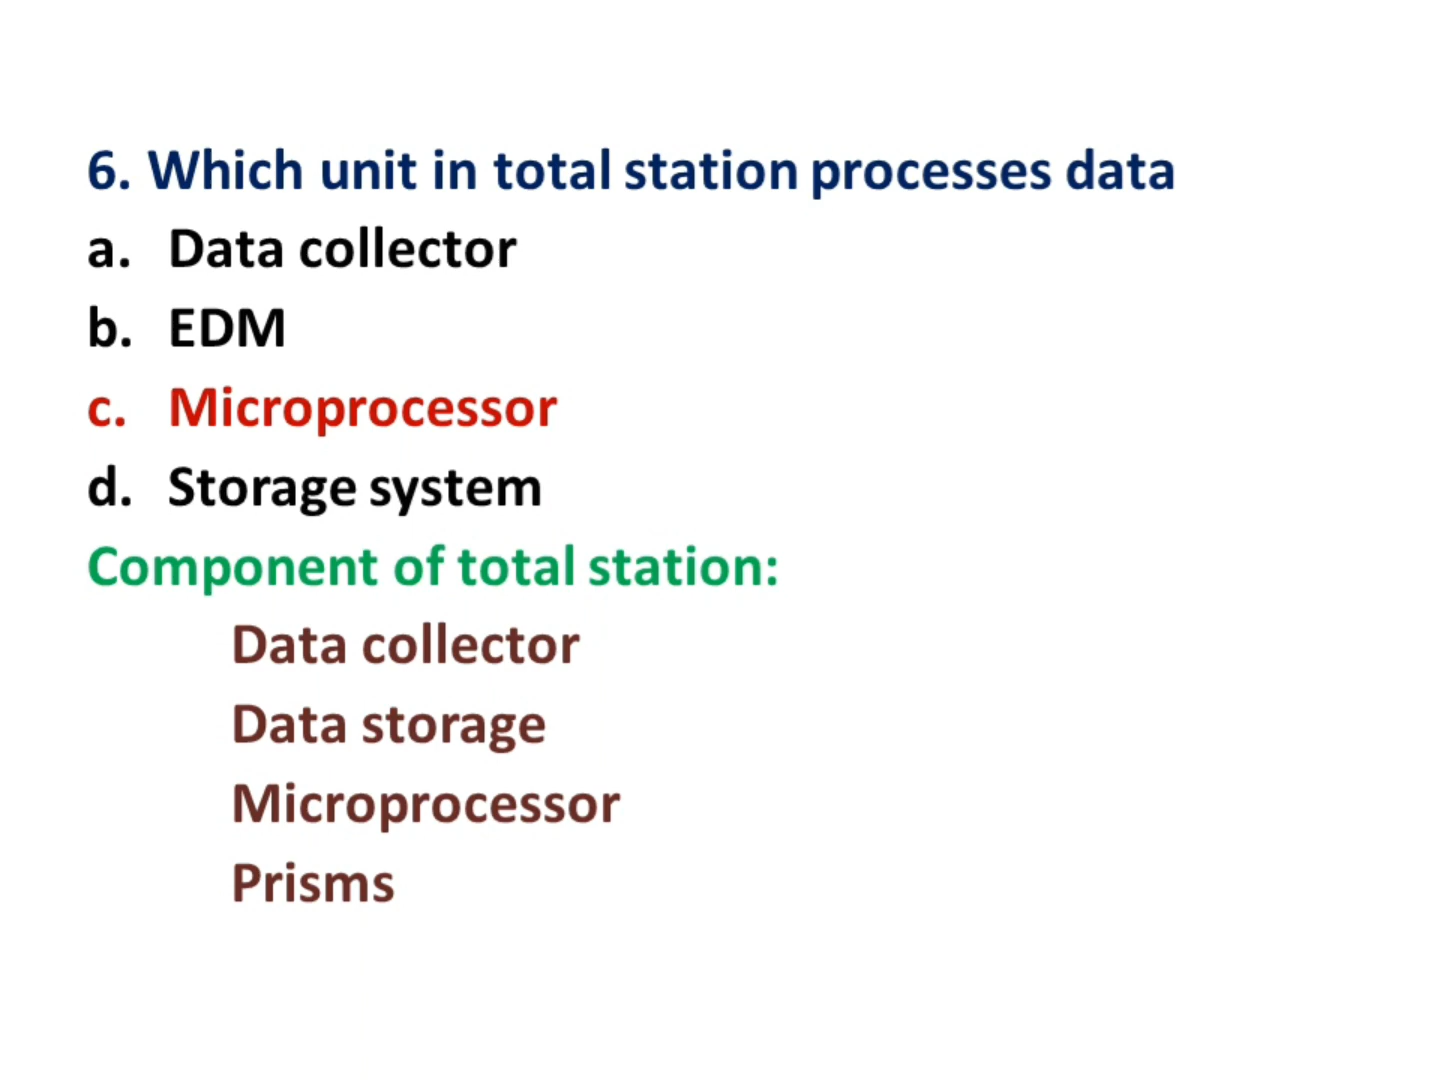 6. Which unit in total station processes data
a. Data collector
b. EDM
c. Microprocessor
d. Storage system
Component of total station:
Data collector
Data storage
Microprocessor
Prisms